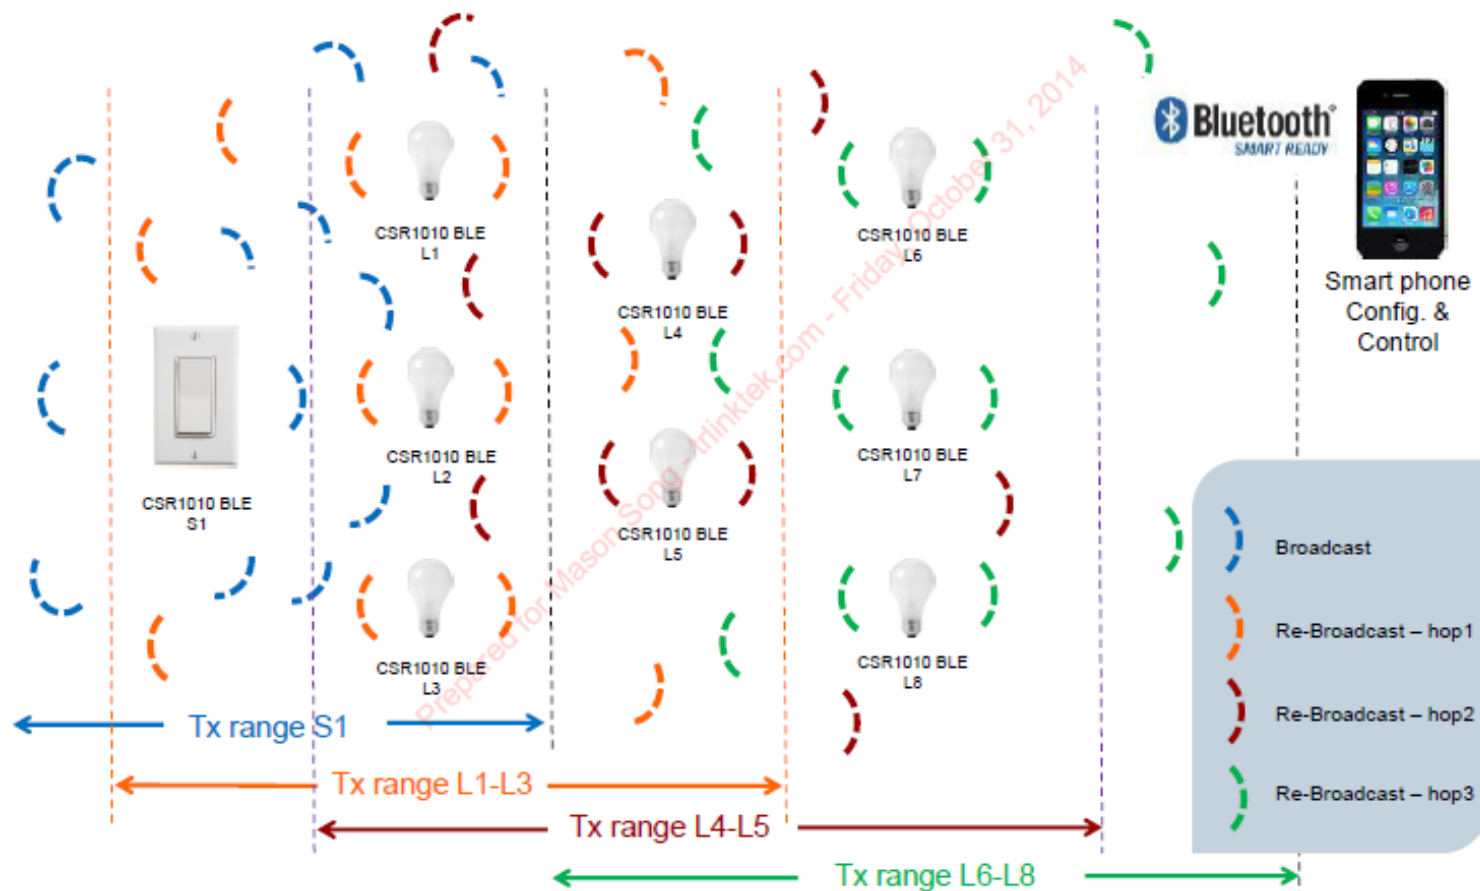 Bluetooth®
SMART READY
Smart phone
Config. &
Control
CSR1010 BLE
L1
CSR1010 BLE
L6
CSR1010 BLE
L4
CSR1010 BLE
L2
CSR1010 BLE
L7
CSR1010 BLE
S1
CSR1010 BLE
L5
CSR1010 BLE
L3
CSR1010 BLE
L8
Broadcast
Re-Broadcast – hop1
Re-Broadcast – hop2
Re-Broadcast – hop3
Tx range S1
Tx range L1-L3
Tx range L4-L5
Tx range L6-L8
Prepared for Mason Song - trlinktek.com - Friday, October 31, 2014